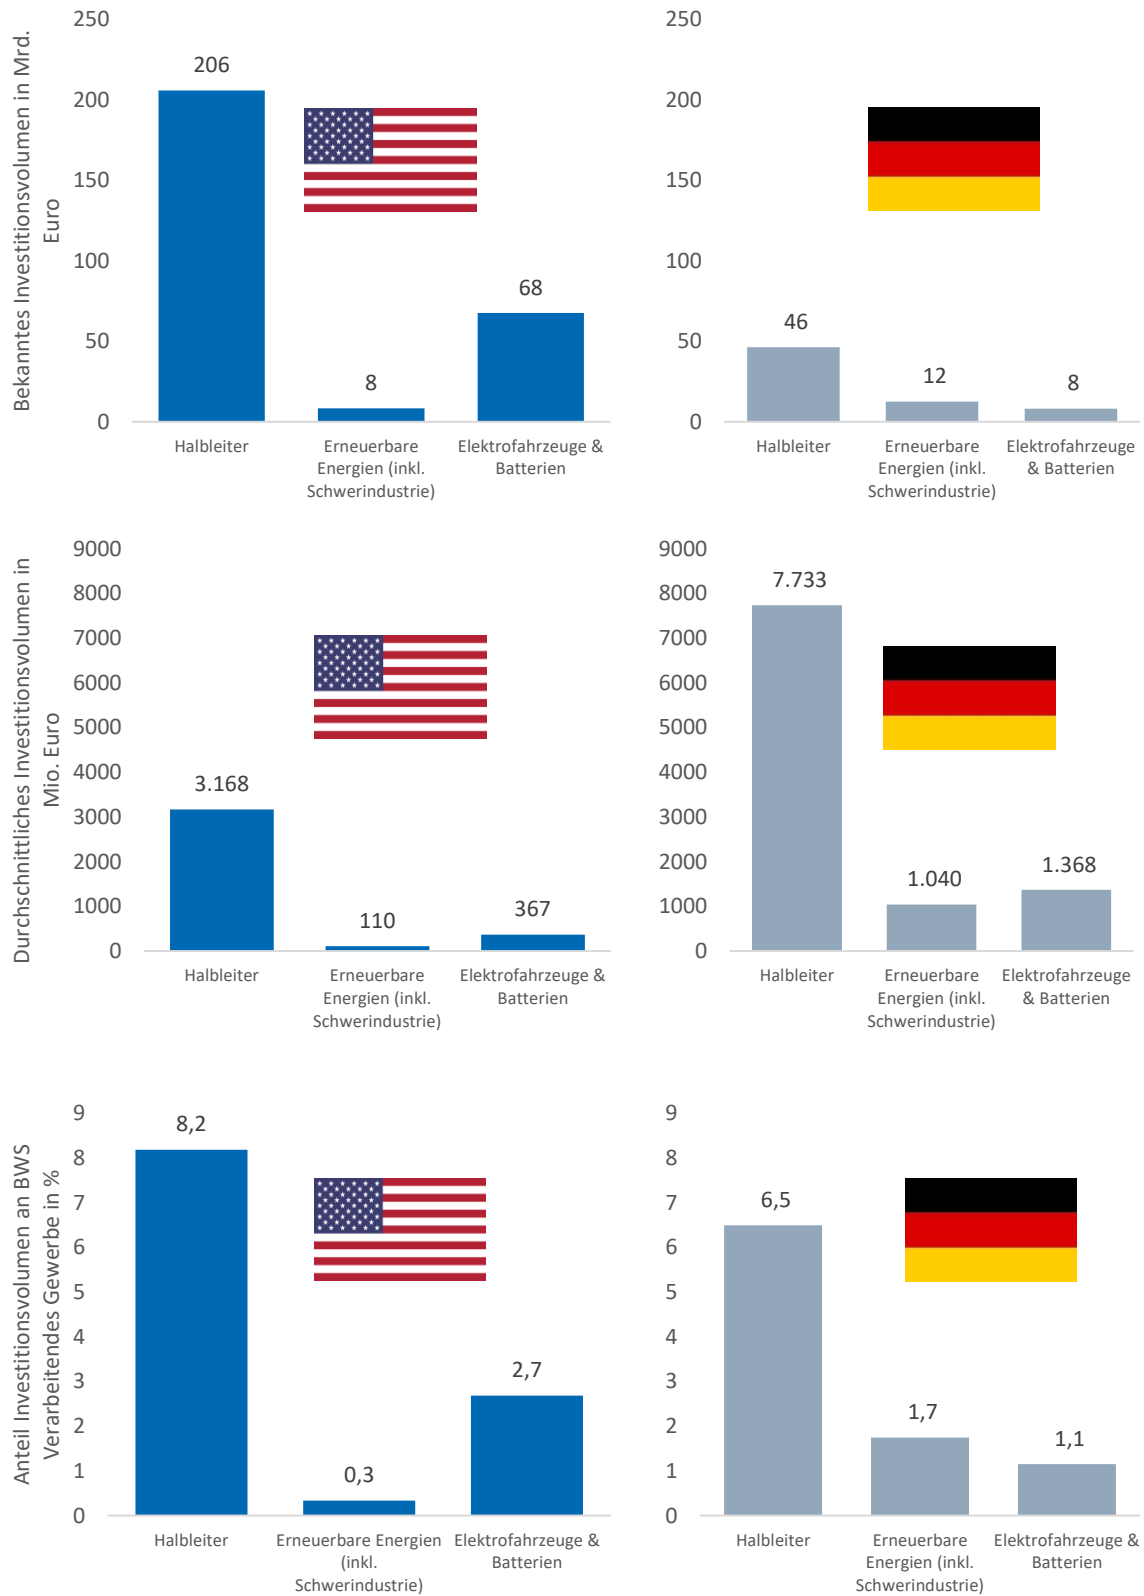 Bekanntes Investitionsvolumen in Mrd.
Euro
250
200
150
100
50
0
206
8
68
Halbleiter
Erneuerbare
Energien (inkl.
Schwerindustrie)
Elektrofahrzeuge &
Batterien
250
200
150
100
50
0
46
12
8
Halbleiter
Erneuerbare
Energien (inkl.
Schwerindustrie)
Elektrofahrzeuge
& Batterien
Durchschnittliches Investitionsvolumen in
Mio. Euro
9000
8000
7000
6000
5000
4000
3000
2000
1000
0
3.168
110
367
Halbleiter
Erneuerbare
Energien (inkl.
Schwerindustrie)
Elektrofahrzeuge &
Batterien
9000
8000
7000
6000
5000
4000
3000
2000
1000
0
7.733
1.040
1.368
Halbleiter
Erneuerbare
Energien (inkl.
Schwerindustrie)
Elektrofahrzeuge
& Batterien
Anteil Investitionsvolumen an BWS
Verarbeitendes Gewerbe in %
9
8
7
6
5
4
3
2
1
0
8,2
0,3
2,7
Halbleiter
Erneuerbare Energien
(inkl.
Schwerindustrie)
Elektrofahrzeuge &
Batterien
9
8
7
6
5
4
3
2
1
0
6,5
1,7
1,1
Halbleiter
Erneuerbare
Energien (inkl.
Schwerindustrie)
Elektrofahrzeuge &
Batterien